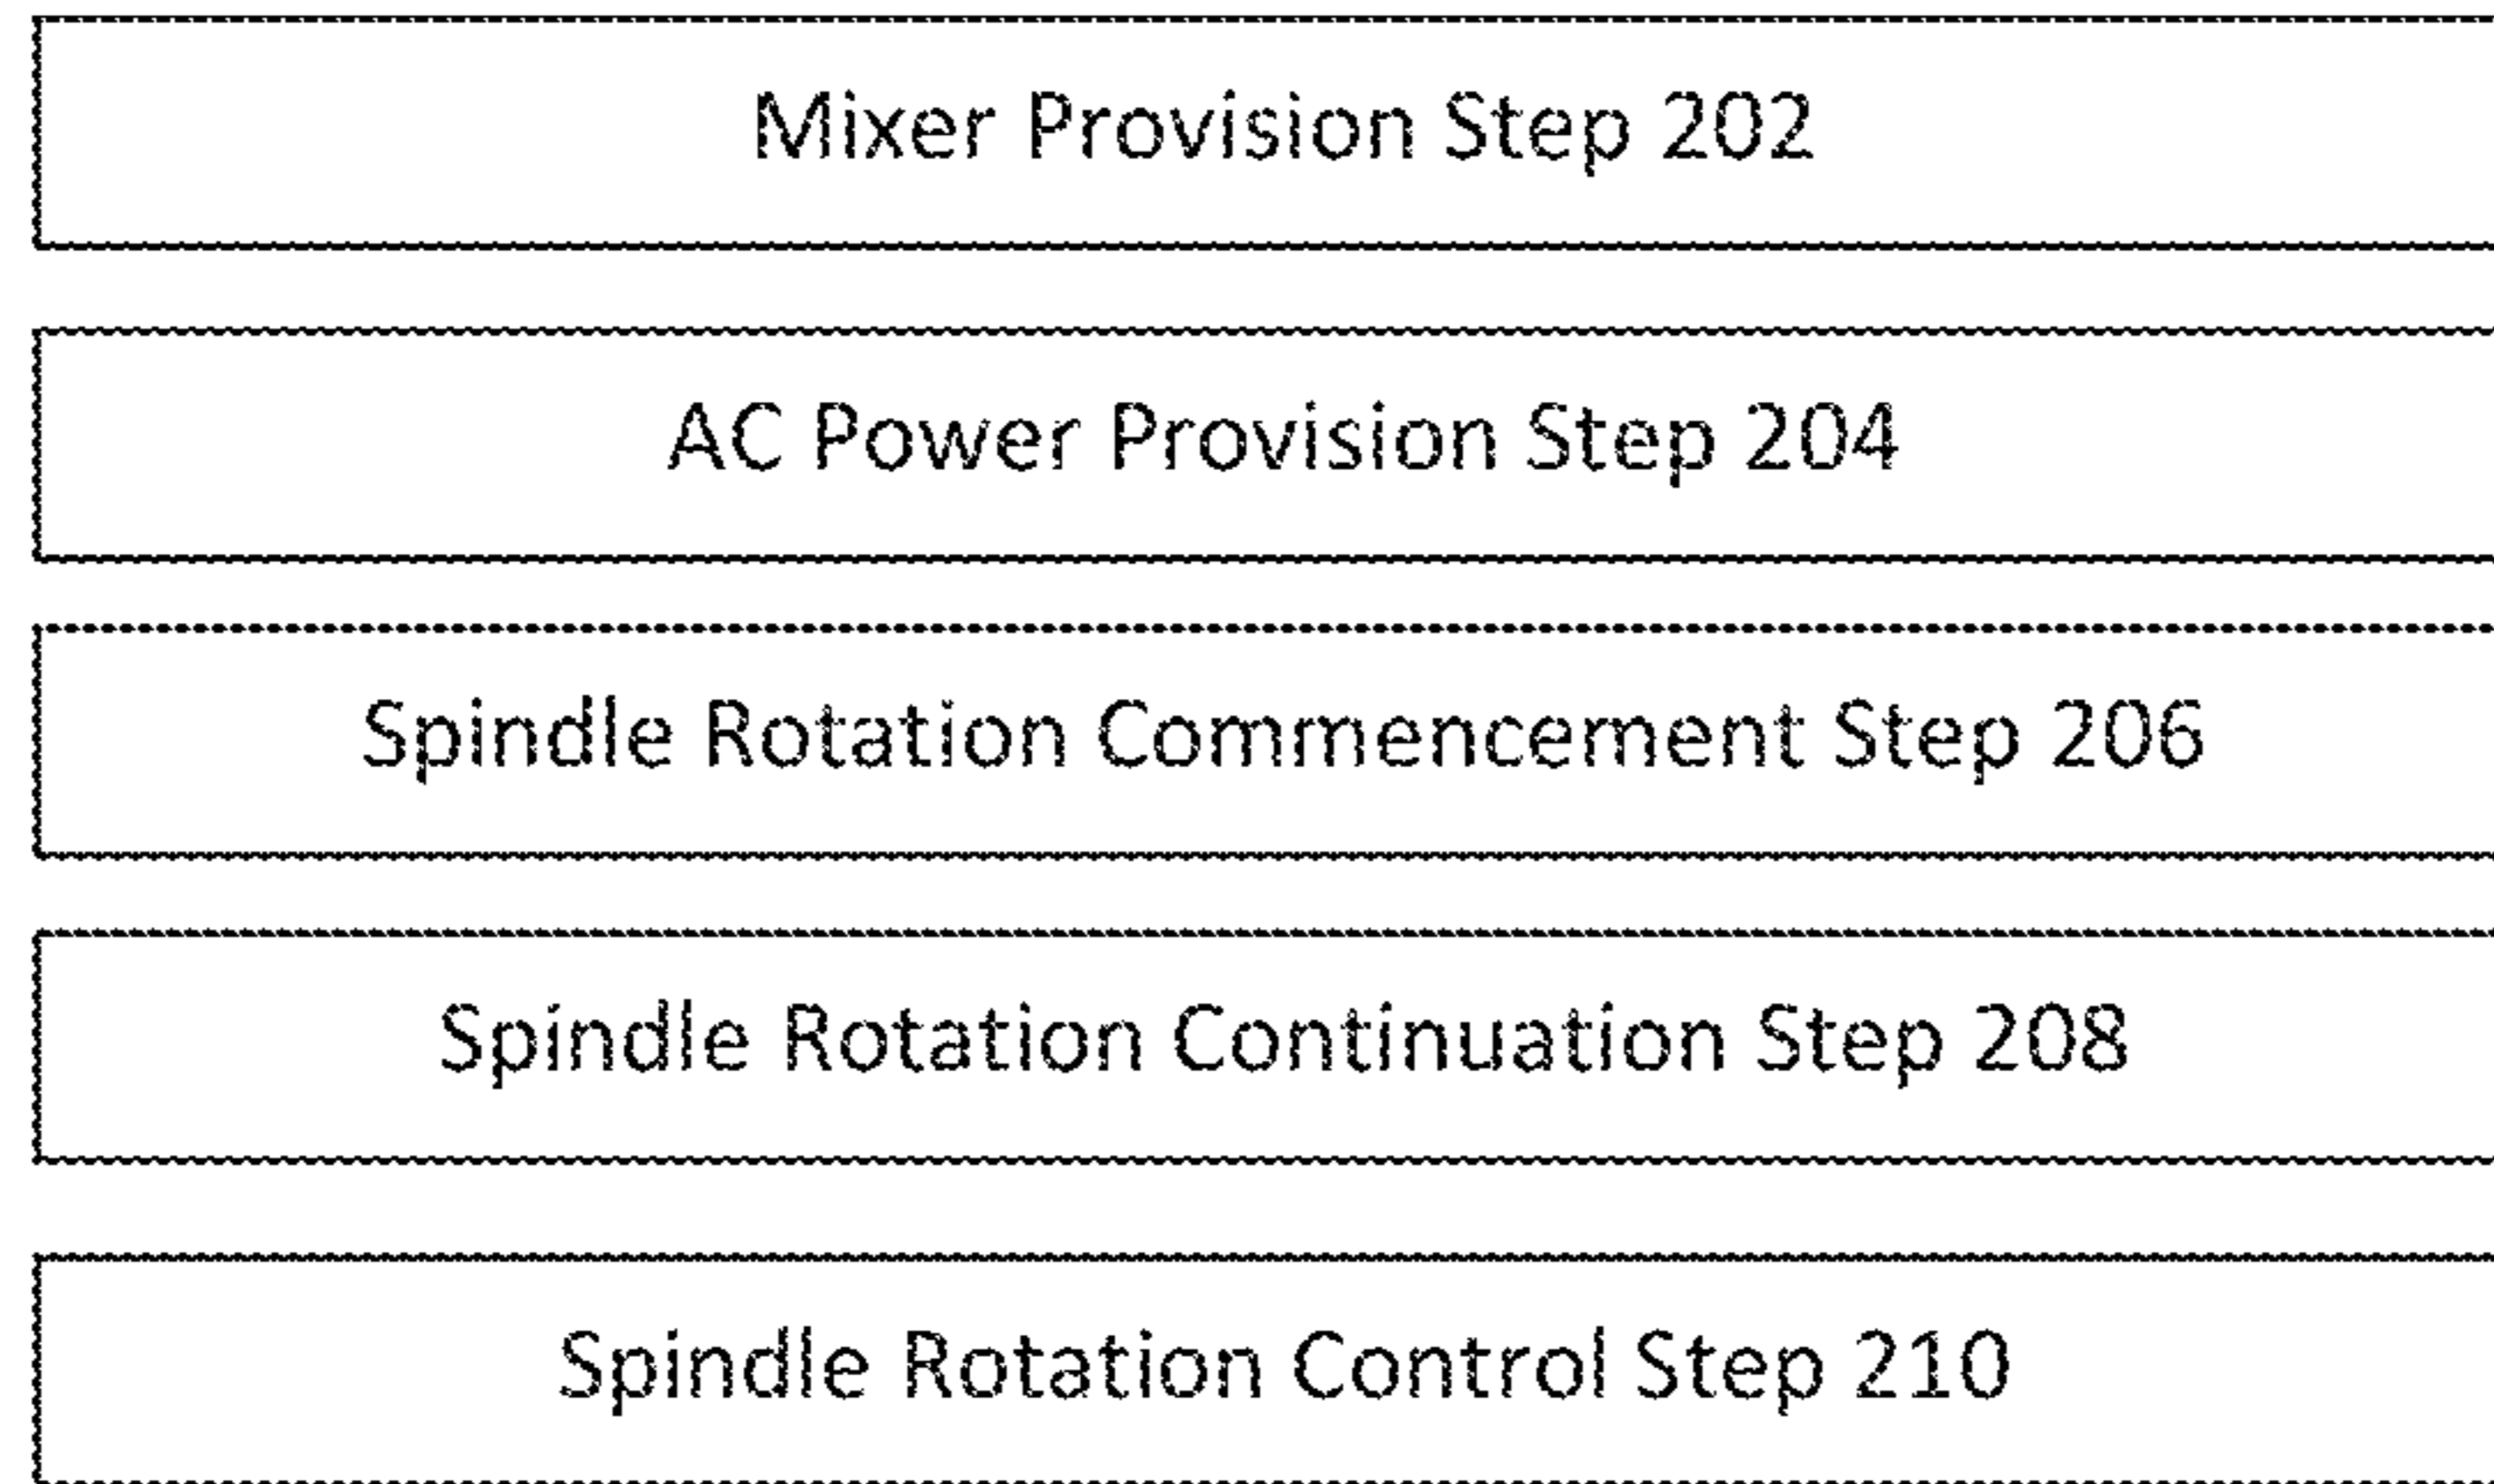 Mixer Provision Step 202
AC Power Provision Step 204
Spindle Rotation Commencement Step 206
Spindle Rotation Continuation Step 208
Spindle Rotation Control Step 210